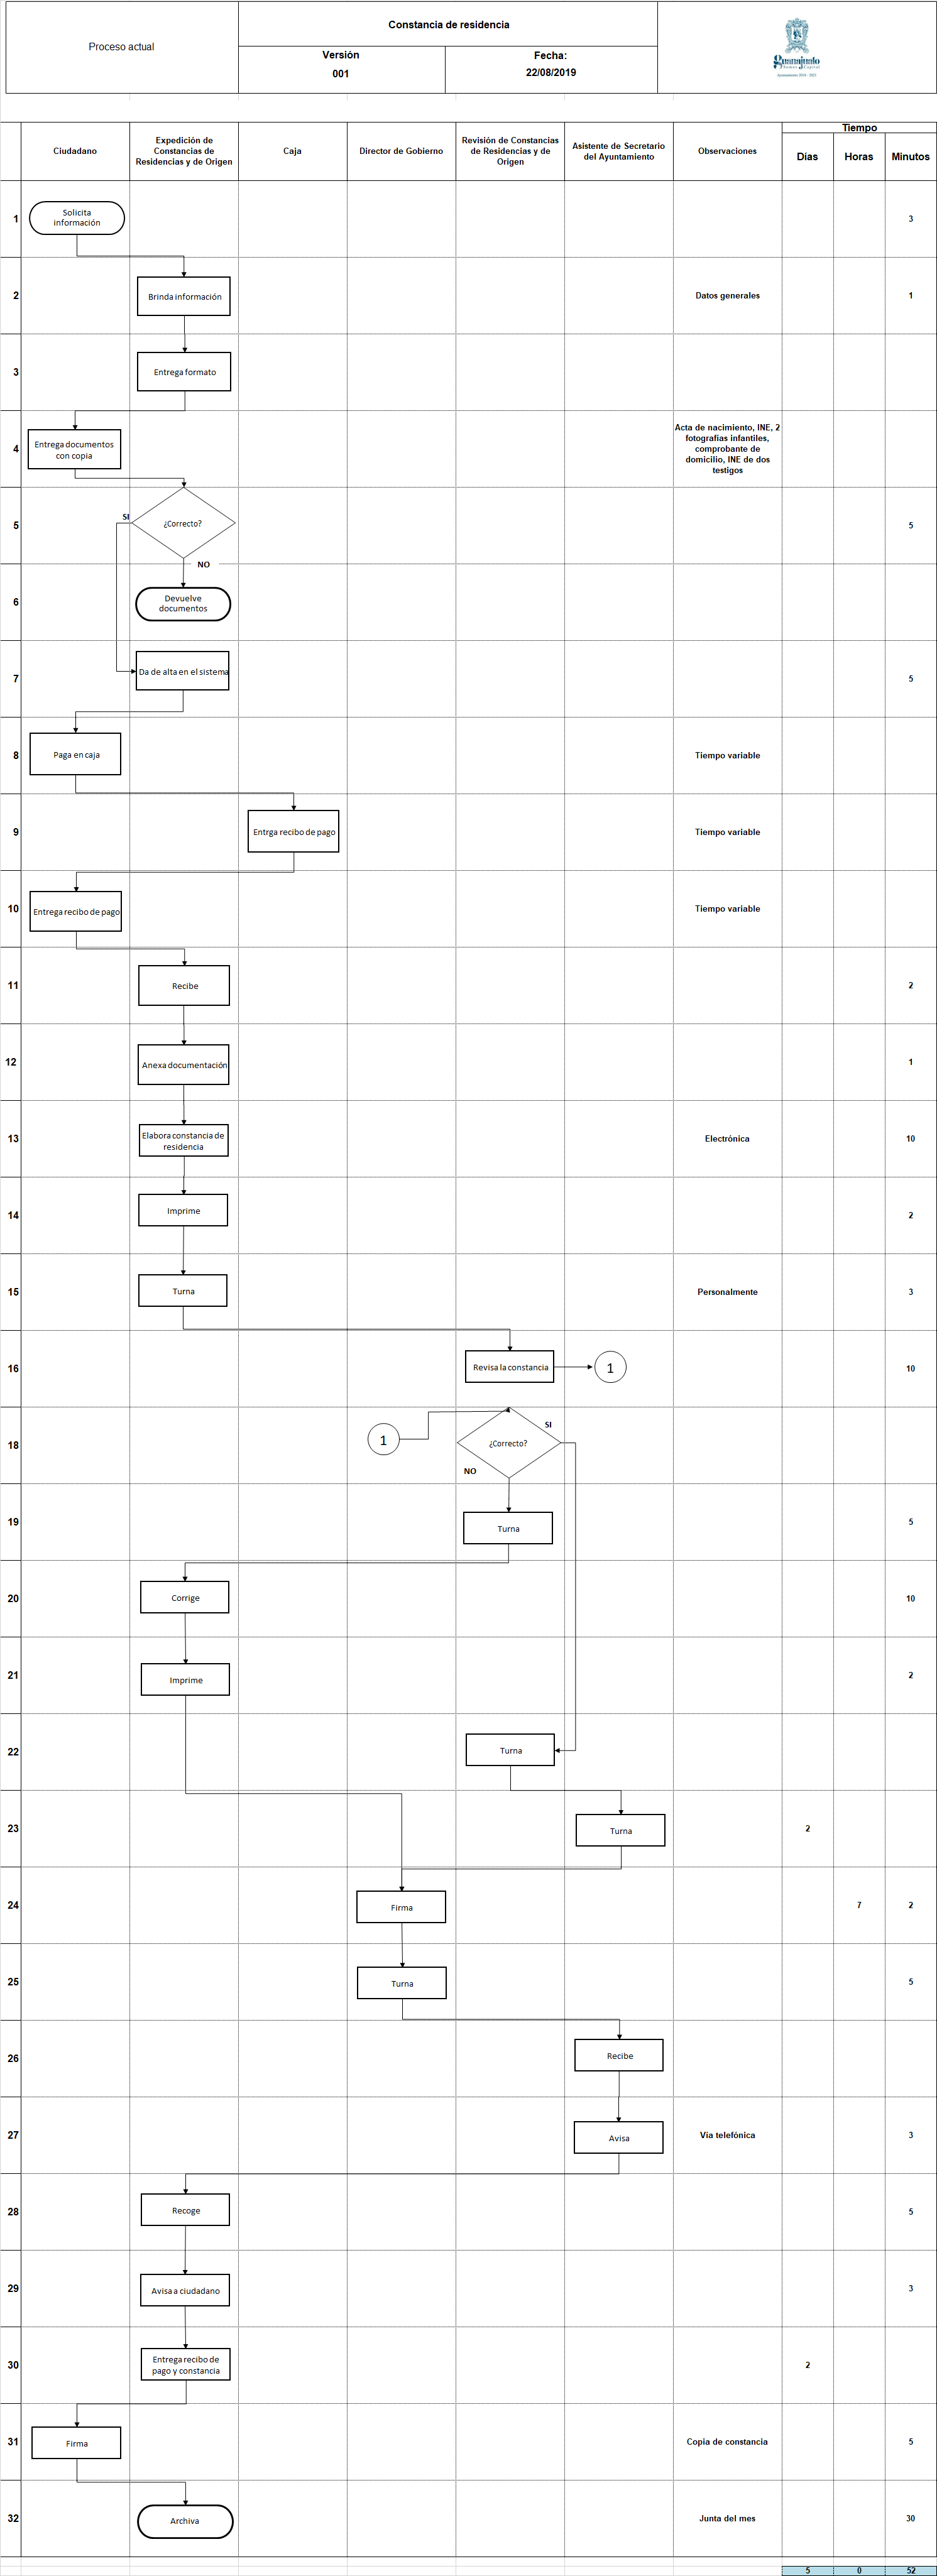 Proceso actual
Constancia de residencia
Versión
001
Fecha:
22/08/2019
Guanajuato
Somos Capital
Ayuntamiento 2018 - 2021
Tiempo
Ciudadano
Expedición de
Constancias de
Residencias y de Origen
Caja
Director de Gobierno
Revisión de Constancias
de Residencias y de
Origen
Asistente de Secretario
del Ayuntamiento
Observaciones
Días
Horas
Minutos
1
Solicita
información
3
2
Brinda información
Datos generales
1
3
Entrega formato
4
Entrega documentos
con copia
Acta de nacimiento, INE, 2
fotografías infantiles,
comprobante de
domicilio, INE de dos
testigos
5
SI
¿Correcto?
NO
5
6
Devuelve
documentos
7
Da de alta en el sistema
5
8
Paga en caja
Tiempo variable
9
Entrga recibo de pago
Tiempo variable
10
Entrega recibo de pago
Tiempo variable
11
Recibe
2
12
Anexa documentación
1
13
Elabora constancia de
residencia
Electrónica
10
14
Imprime
2
15
Turna
Personalmente
3
16
Revisa la constancia
1
10
18
1
¿Correcto?
SI
NO
19
Turna
5
20
Corrige
10
21
Imprime
2
22
Turna
23
Turna
2
24
Firma
7
2
25
Turna
5
26
Recibe
27
Avisa
Vía telefónica
3
28
Recoge
5
29
Avisa a ciudadano
3
30
Entrega recibo de
pago y constancia
2
31
Firma
Copia de constancia
5
32
Archiva
Junta del mes
30
5
0
52